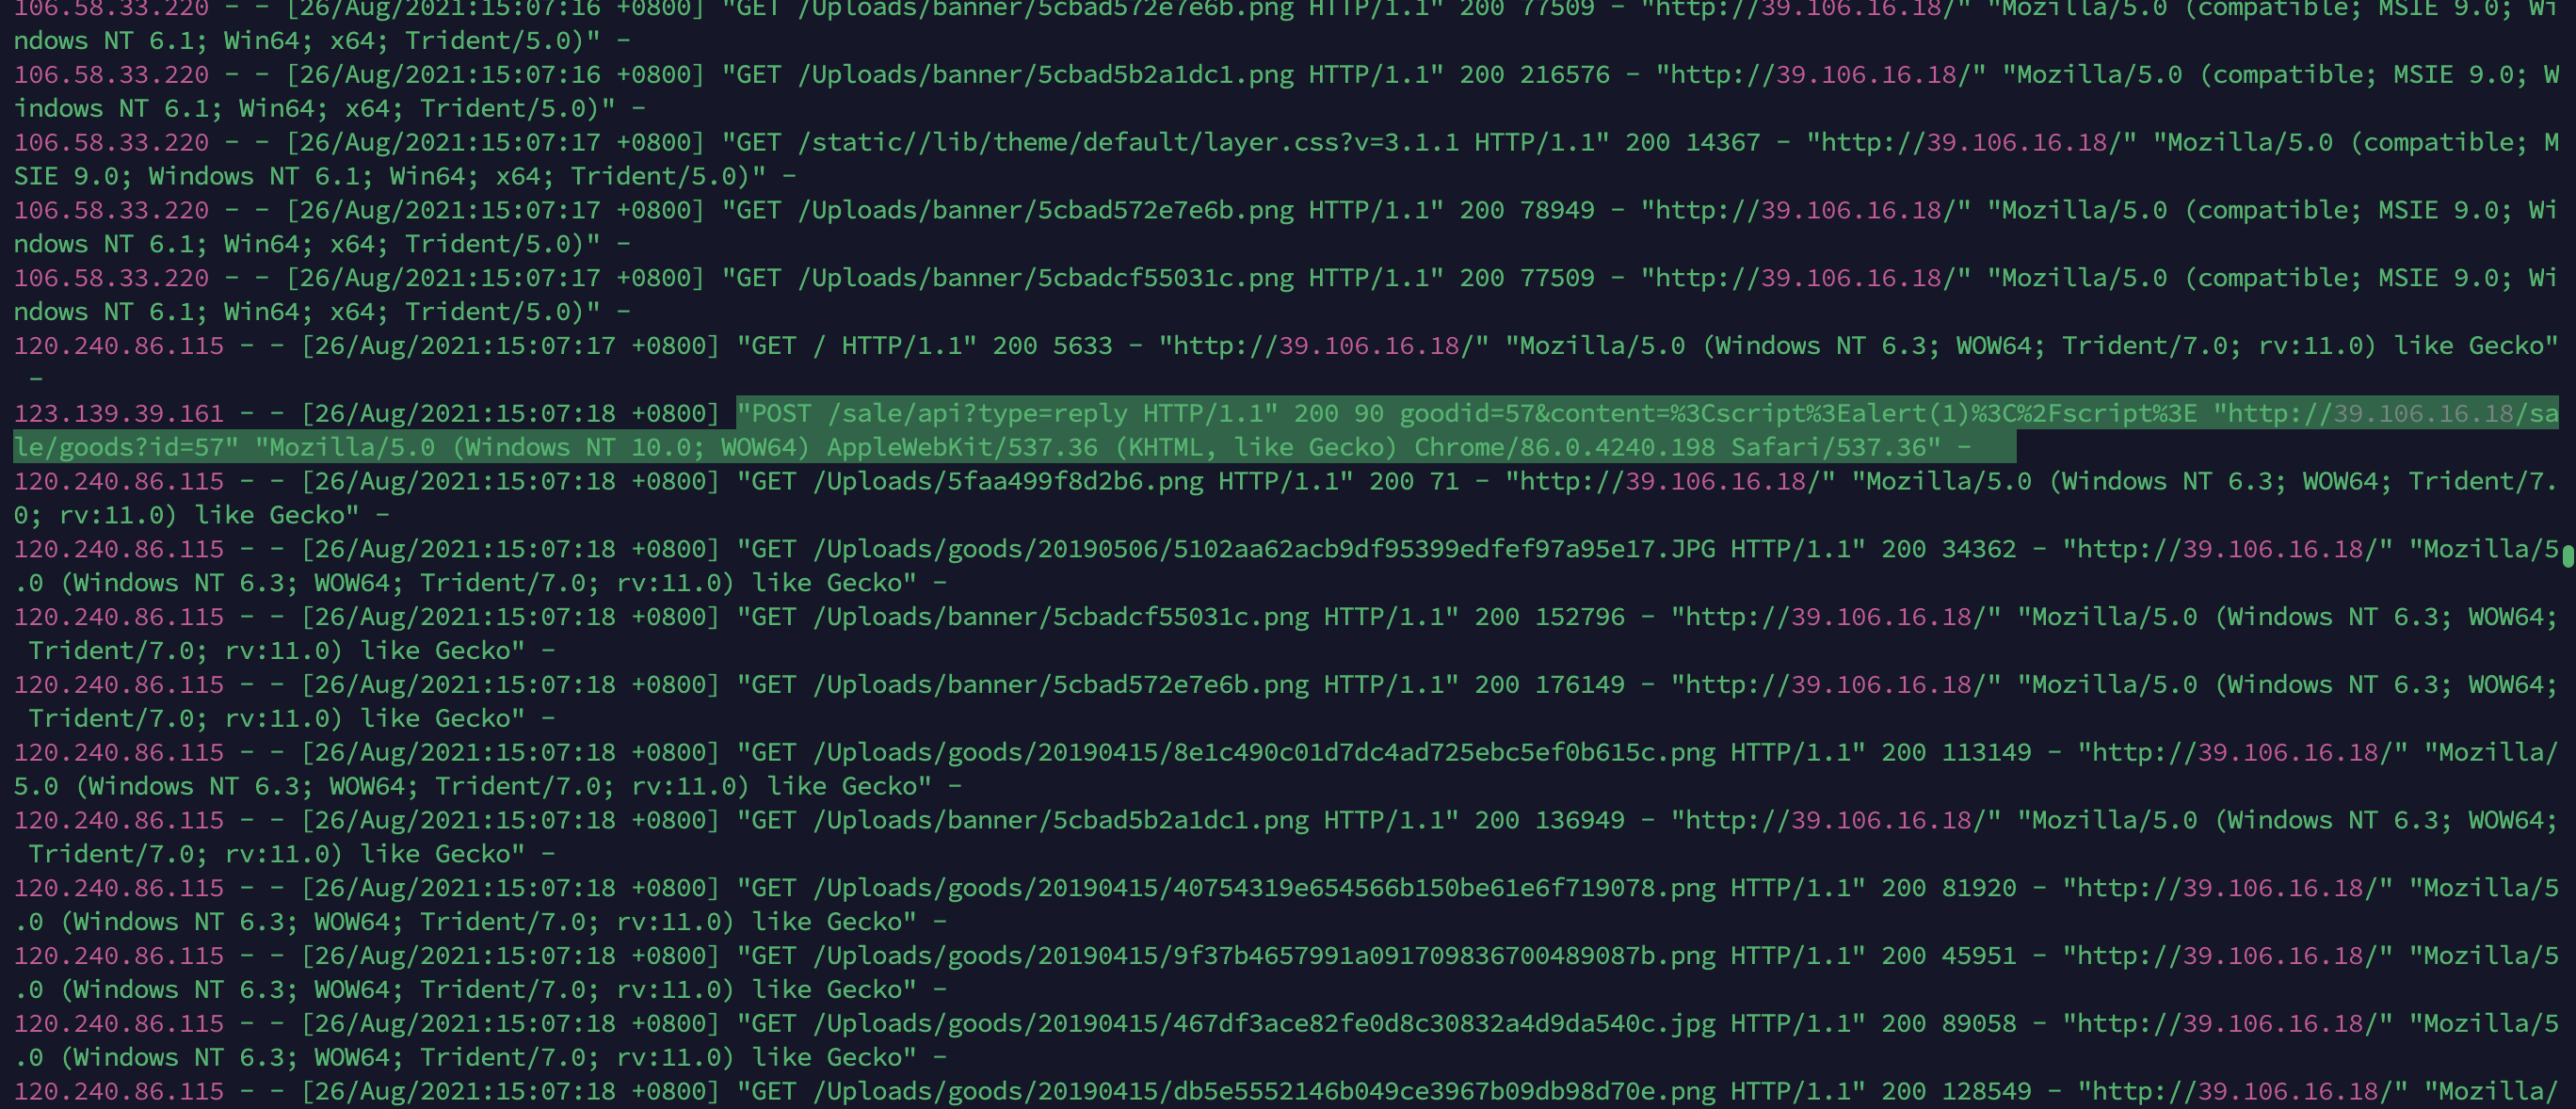 106.58.33.220 - - [26/Aug/2021:15:07:16 +0800] "GET /Uploads/banner/5cbad572e7e6b.png HTTP/1.1" 200 77509 - "http://39.106.16.18/" "Mozilla/5.0 (compatible; MSIE 9.0; Wi
ndows NT 6.1; Win64; x64; Trident/5.0)" -
106.58.33.220 - - [26/Aug/2021:15:07:16 +0800] "GET /Uploads/banner/5cbad5b2a1dc1.png HTTP/1.1" 200 216576 - "http://39.106.16.18/" "Mozilla/5.0 (compatible; MSIE 9.0; W
indows NT 6.1; Win64; x64; Trident/5.0)" -
106.58.33.220 - - [26/Aug/2021:15:07:17 +0800] "GET /static//lib/theme/default/layer.css?v=3.1.1 HTTP/1.1" 200 14367 - "http://39.106.16.18/" "Mozilla/5.0 (compatible; M
SIE 9.0; Windows NT 6.1; Win64; x64; Trident/5.0)" -
106.58.33.220 - - [26/Aug/2021:15:07:17 +0800] "GET /Uploads/banner/5cbad572e7e6b.png HTTP/1.1" 200 78949 - "http://39.106.16.18/" "Mozilla/5.0 (compatible; MSIE 9.0; Wi
ndows NT 6.1; Win64; x64; Trident/5.0)" -
106.58.33.220 - - [26/Aug/2021:15:07:17 +0800] "GET /Uploads/banner/5cbadcf55031c.png HTTP/1.1" 200 77509 - "http://39.106.16.18/" "Mozilla/5.0 (compatible; MSIE 9.0; Wi
ndows NT 6.1; Win64; x64; Trident/5.0)" -
120.240.86.115 - - [26/Aug/2021:15:07:17 +0800] "GET / HTTP/1.1" 200 5633 - "http://39.106.16.18/" "Mozilla/5.0 (Windows NT 6.3; WOW64; Trident/7.0; rv:11.0) like Gecko"
 -
123.139.39.161 - - [26/Aug/2021:15:07:18 +0800] "POST /sale/api?type=reply HTTP/1.1" 200 90 goodid=57&content=%3Cscript%3Ealert(1)%3C%2Fscript%3E "http://39.106.16.18/sa
le/goods?id=57" "Mozilla/5.0 (Windows NT 10.0; WOW64) AppleWebKit/537.36 (KHTML, like Gecko) Chrome/86.0.4240.198 Safari/537.36" -
120.240.86.115 - - [26/Aug/2021:15:07:18 +0800] "GET /Uploads/5faa499f8d2b6.png HTTP/1.1" 200 71 - "http://39.106.16.18/" "Mozilla/5.0 (Windows NT 6.3; WOW64; Trident/7.
0; rv:11.0) like Gecko" -
120.240.86.115 - - [26/Aug/2021:15:07:18 +0800] "GET /Uploads/goods/20190506/5102aa62acb9df95399edfef97a95e17.JPG HTTP/1.1" 200 34362 - "http://39.106.16.18/" "Mozilla/5
.0 (Windows NT 6.3; WOW64; Trident/7.0; rv:11.0) like Gecko" -
120.240.86.115 - - [26/Aug/2021:15:07:18 +0800] "GET /Uploads/banner/5cbadcf55031c.png HTTP/1.1" 200 152796 - "http://39.106.16.18/" "Mozilla/5.0 (Windows NT 6.3; WOW64;
 Trident/7.0; rv:11.0) like Gecko" -
120.240.86.115 - - [26/Aug/2021:15:07:18 +0800] "GET /Uploads/banner/5cbad572e7e6b.png HTTP/1.1" 200 176149 - "http://39.106.16.18/" "Mozilla/5.0 (Windows NT 6.3; WOW64;
 Trident/7.0; rv:11.0) like Gecko" -
120.240.86.115 - - [26/Aug/2021:15:07:18 +0800] "GET /Uploads/goods/20190415/8e1c490c01d7dc4ad725ebc5ef0b615c.png HTTP/1.1" 200 113149 - "http://39.106.16.18/" "Mozilla/
5.0 (Windows NT 6.3; WOW64; Trident/7.0; rv:11.0) like Gecko" -
120.240.86.115 - - [26/Aug/2021:15:07:18 +0800] "GET /Uploads/banner/5cbad5b2a1dc1.png HTTP/1.1" 200 136949 - "http://39.106.16.18/" "Mozilla/5.0 (Windows NT 6.3; WOW64;
 Trident/7.0; rv:11.0) like Gecko" -
120.240.86.115 - - [26/Aug/2021:15:07:18 +0800] "GET /Uploads/goods/20190415/40754319e654566b150be61e6f719078.png HTTP/1.1" 200 81920 - "http://39.106.16.18/" "Mozilla/5
.0 (Windows NT 6.3; WOW64; Trident/7.0; rv:11.0) like Gecko" -
120.240.86.115 - - [26/Aug/2021:15:07:18 +0800] "GET /Uploads/goods/20190415/9f37b4657991a091709836700489087b.png HTTP/1.1" 200 45951 - "http://39.106.16.18/" "Mozilla/5
.0 (Windows NT 6.3; WOW64; Trident/7.0; rv:11.0) like Gecko" -
120.240.86.115 - - [26/Aug/2021:15:07:18 +0800] "GET /Uploads/goods/20190415/467df3ace82fe0d8c30832a4d9da540c.jpg HTTP/1.1" 200 89058 - "http://39.106.16.18/" "Mozilla/5
.0 (Windows NT 6.3; WOW64; Trident/7.0; rv:11.0) like Gecko" -
120.240.86.115 - - [26/Aug/2021:15:07:18 +0800] "GET /Uploads/goods/20190415/db5e5552146b049ce3967b09db98d70e.png HTTP/1.1" 200 128549 - "http://39.106.16.18/" "Mozilla/